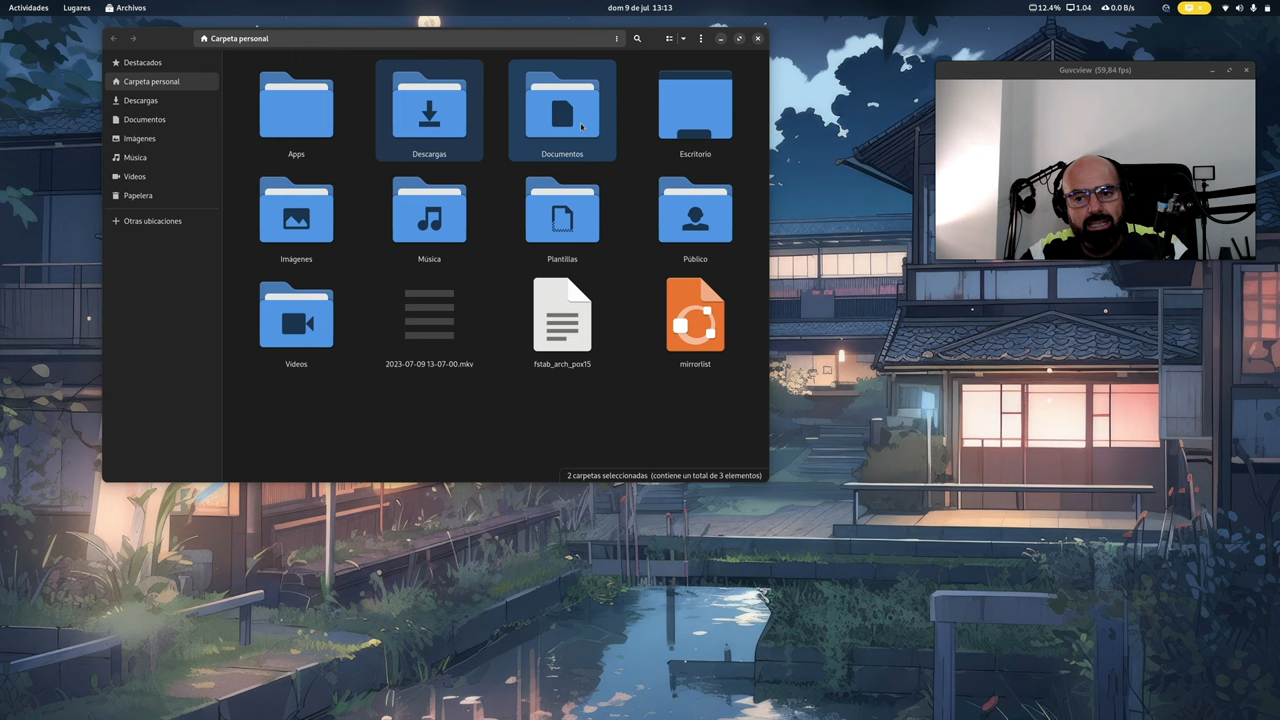 Actividades Lugares Archivos dom 9 de jul 13:13 12.4% 1.04 0.0 B/s
Carpeta personal
Guvcview (59,84 fps)
Destacados
Carpeta personal
Descargas
Documentos
Imágenes
Música
Vídeos
Papelera
Otras ubicaciones
Apps Descargas Documentos Escritorio
Imágenes Música Plantillas Público
Vídeos 2023-07-09 13-07-00.mkv fstab_arch_pox15 mirrorlist
2 carpetas seleccionadas (contiene un total de 3 elementos)